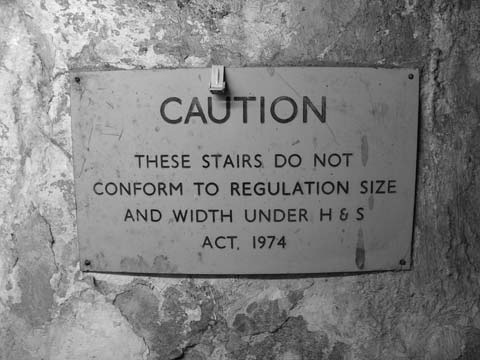 CAUTION
THESE STAIRS DO NOT
CONFORM TO REGULATION SIZE
AND WIDTH UNDER H & S
ACT, 1974